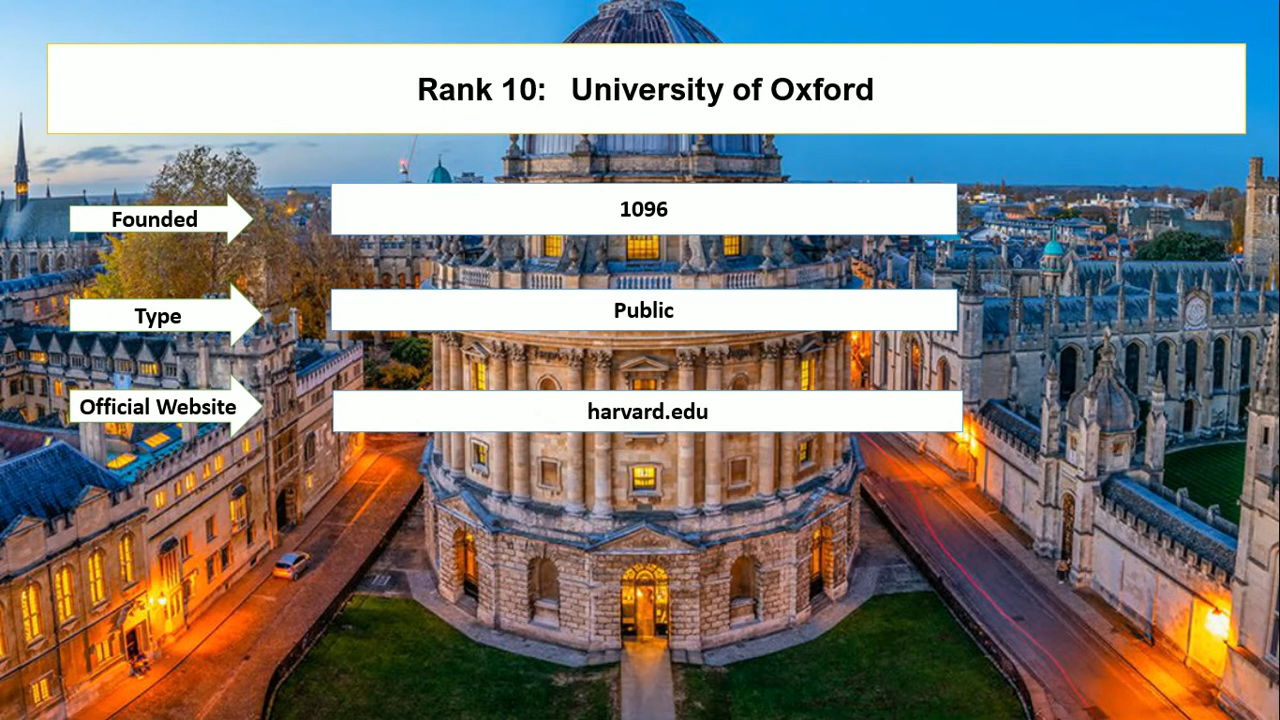 Rank 10: University of Oxford
Founded
1096
Type
Public
Official Website
harvard.edu